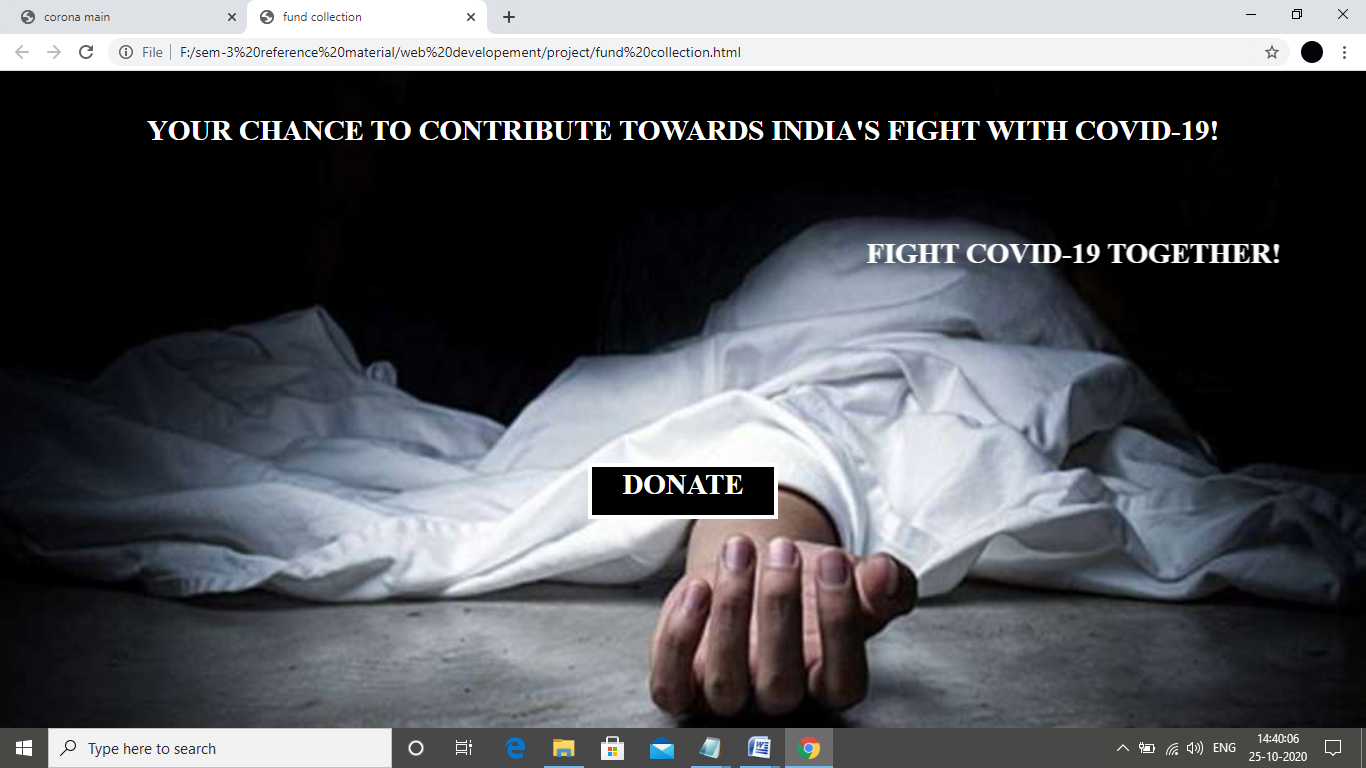 corona main
fund collection
File
F:/sem-3%20reference%20material/web%20developement/project/fund%20collection.html
YOUR CHANCE TO CONTRIBUTE TOWARDS INDIA'S FIGHT WITH COVID-19!
FIGHT COVID-19 TOGETHER!
DONATE
Type here to search
ENG
14:40:06
25-10-2020